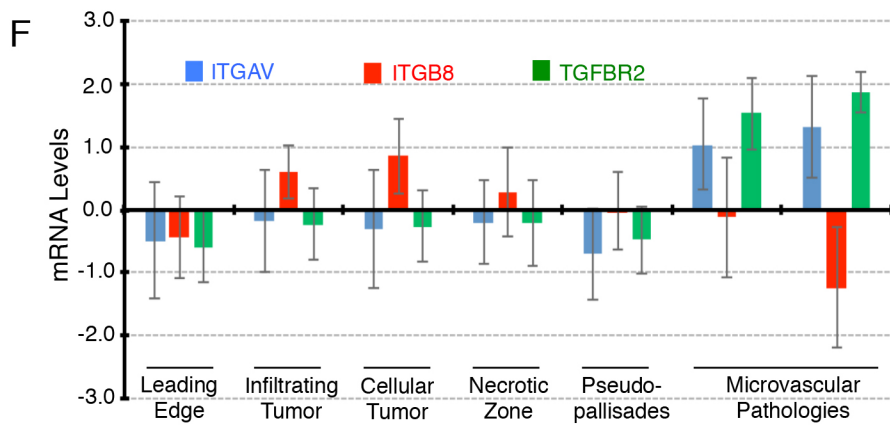 F
mRNA Levels
3.0
2.0
1.0
0.0
-1.0
-2.0
-3.0
ITGAV ITGB8 TGFBR2
Leading
Edge
Infiltrating
Tumor
Cellular
Tumor
Necrotic
Zone
Pseudo-
pallisades
Microvascular
Pathologies